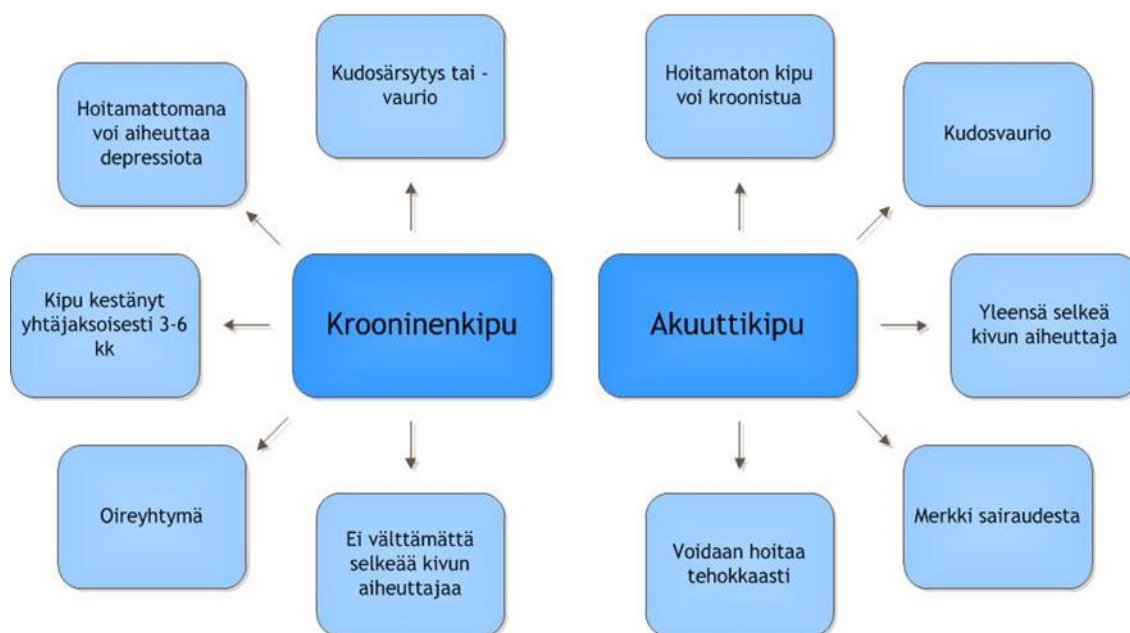 Kudosärsytys tai -
vaurio
Hoitamattomana
voi aiheuttaa
depressiota
Kipu kestänyt
yhtäjaksoisesti 3-6
kk
Oireyhtymä
Ei välttämättä
selkeää kivun
aiheuttajaa
Krooninenkipu
Hoitamaton kipu
voi kroonistua
Kudosvaurio
Yleensä selkeä
kivun aiheuttaja
Merkki sairaudesta
Voidaan hoitaa
tehokkaasti
Akuuttikipu